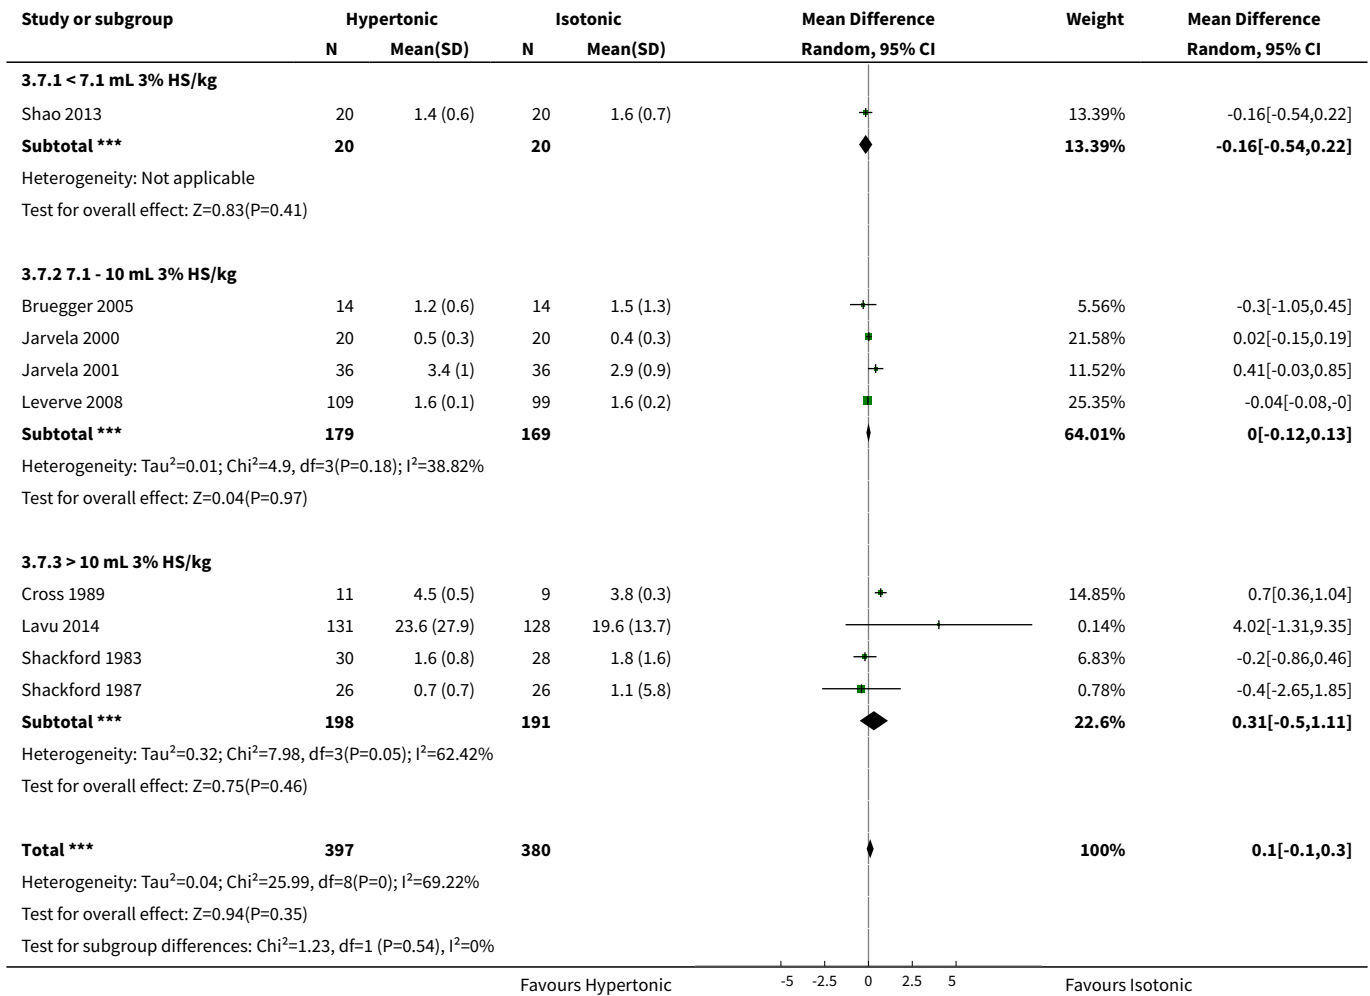 Study or subgroup Hypertonic Isotonic Mean Difference Weight Mean Difference
N Mean(SD) N Mean(SD) Random, 95% CI Random, 95% CI
3.7.1 < 7.1 mL 3% HS/kg
Shao 2013 20 1.4 (0.6) 20 1.6 (0.7) 13.39% -0.16[-0.54,0.22]
Subtotal *** 20 20 13.39% -0.16[-0.54,0.22]
Heterogeneity: Not applicable
Test for overall effect: Z=0.83(P=0.41)
3.7.2 7.1 - 10 mL 3% HS/kg
Bruegger 2005 14 1.2 (0.6) 14 1.5 (1.3) 5.56% -0.3[-1.05,0.45]
Jarvela 2000 20 0.5 (0.3) 20 0.4 (0.3) 21.58% 0.02[-0.15,0.19]
Jarvela 2001 36 3.4 (1) 36 2.9 (0.9) 11.52% 0.41[-0.03,0.85]
Leverve 2008 109 1.6 (0.1) 99 1.6 (0.2) 25.35% -0.04[-0.08,-0]
Subtotal *** 179 169 64.01% 0[-0.12,0.13]
Heterogeneity: Tau²=0.01; Chi²=4.9, df=3(P=0.18); I²=38.82%
Test for overall effect: Z=0.04(P=0.97)
3.7.3 > 10 mL 3% HS/kg
Cross 1989 11 4.5 (0.5) 9 3.8 (0.3) 14.85% 0.7[0.36,1.04]
Lavu 2014 131 23.6 (27.9) 128 19.6 (13.7) 0.14% 4.02[-1.31,9.35]
Shackford 1983 30 1.6 (0.8) 28 1.8 (1.6) 6.83% -0.2[-0.86,0.46]
Shackford 1987 26 0.7 (0.7) 26 1.1 (5.8) 0.78% -0.4[-2.65,1.85]
Subtotal *** 198 191 22.6% 0.31[-0.5,1.11]
Heterogeneity: Tau²=0.32; Chi²=7.98, df=3(P=0.05); I²=62.42%
Test for overall effect: Z=0.75(P=0.46)
Total *** 397 380 100% 0.1[-0.1,0.3]
Heterogeneity: Tau²=0.04; Chi²=25.99, df=8(P=0); I²=69.22%
Test for overall effect: Z=0.94(P=0.35)
Test for subgroup differences: Chi²=1.23, df=1 (P=0.54), I²=0%
Favours Hypertonic -5 -2.5 0 2.5 5 Favours Isotonic